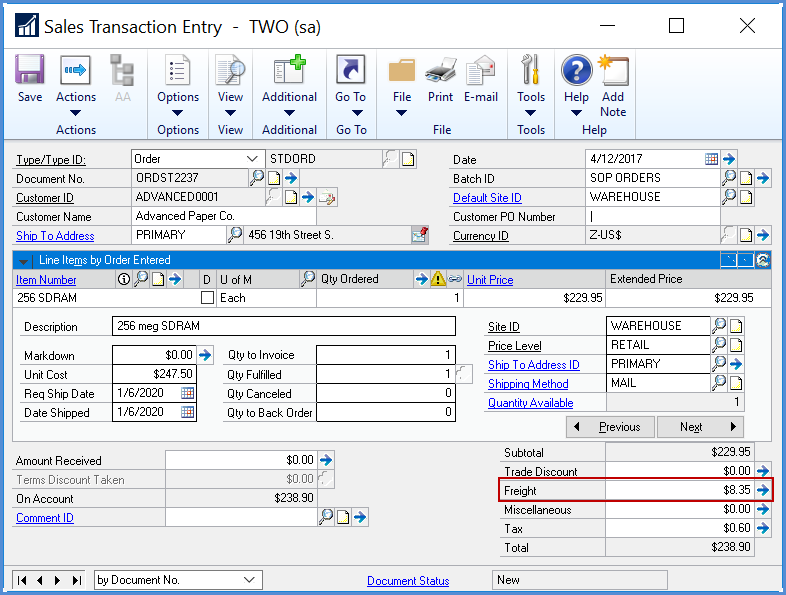 Sales Transaction Entry - TWO (sa)
Save Actions AA Options View Additional Go To File Print E-mail Tools Help Add Note
Actions Options View Additional Go To File Tools Help
Type/Type ID: Order STDORD Date 4/12/2017
Document No. ORDST2237 Batch ID SOP ORDERS
Customer ID ADVANCED0001 Default Site ID WAREHOUSE
Customer Name Advanced Paper Co. Customer PO Number
Ship To Address PRIMARY 456 19th Street S. Currency ID Z-US$
Line Items by Order Entered
Item Number D U of M Qty Ordered Unit Price Extended Price
256 SDRAM Each 1 $229.95 $229.95
Description 256 meg SDRAM Site ID WAREHOUSE
Price Level RETAIL
Markdown $0.00 Qty to Invoice 1 Ship To Address ID PRIMARY
Unit Cost $247.50 Qty Fulfilled 1 Shipping Method MAIL
Req Ship Date 1/6/2020 Qty Canceled 0 Quantity Available 1
Date Shipped 1/6/2020 Qty to Back Order 0
Previous Next
Subtotal $229.95
Amount Received $0.00 Trade Discount $0.00
Terms Discount Taken $0.00 Freight $8.35
On Account $238.90 Miscellaneous $0.00
Comment ID Tax $0.60
Total $238.90
by Document No. Document Status New